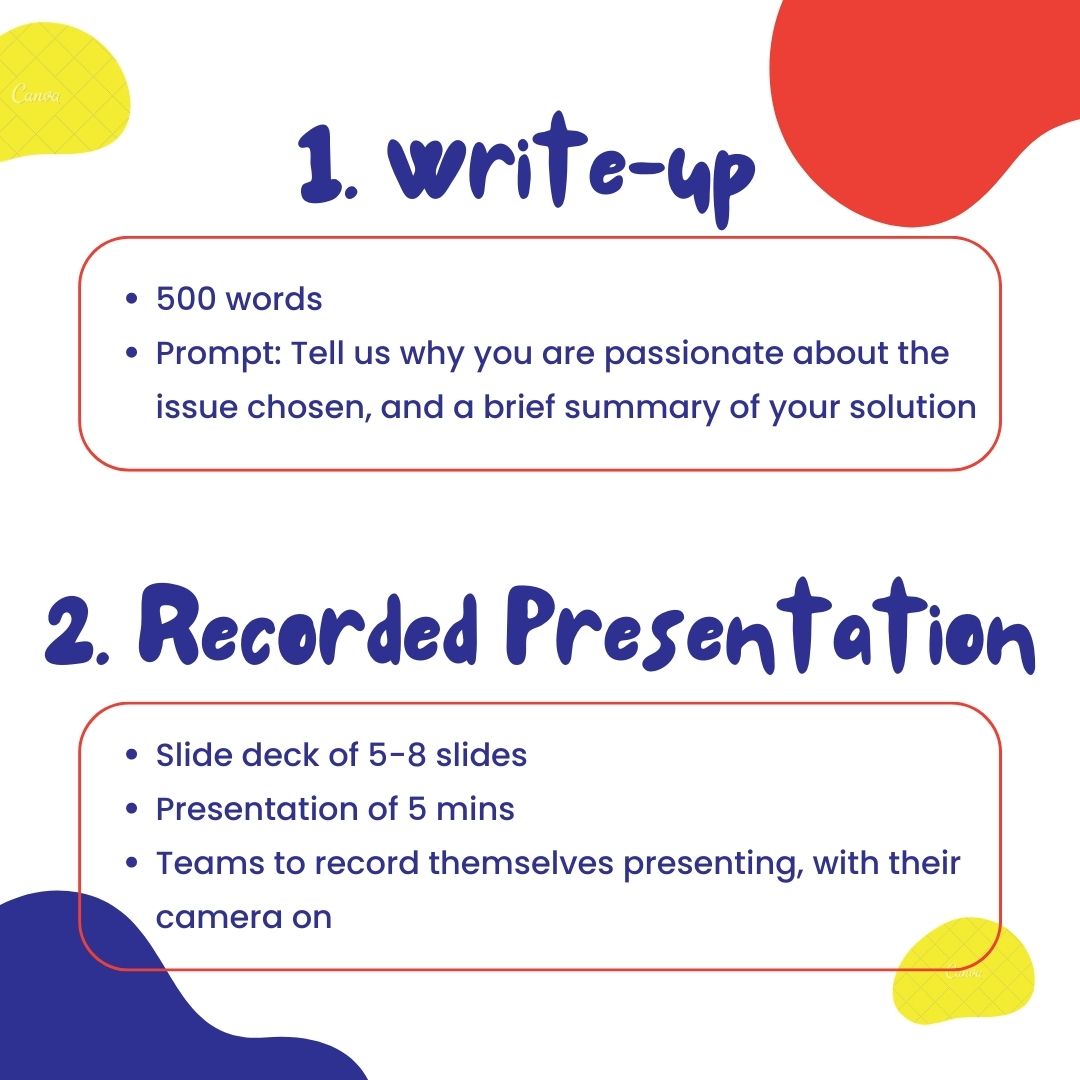 Canva
1. Write-up
• 500 words
• Prompt: Tell us why you are passionate about the
issue chosen, and a brief summary of your solution
2. Recorded Presentation
• Slide deck of 5-8 slides
• Presentation of 5 mins
• Teams to record themselves presenting, with their
camera on
Canva